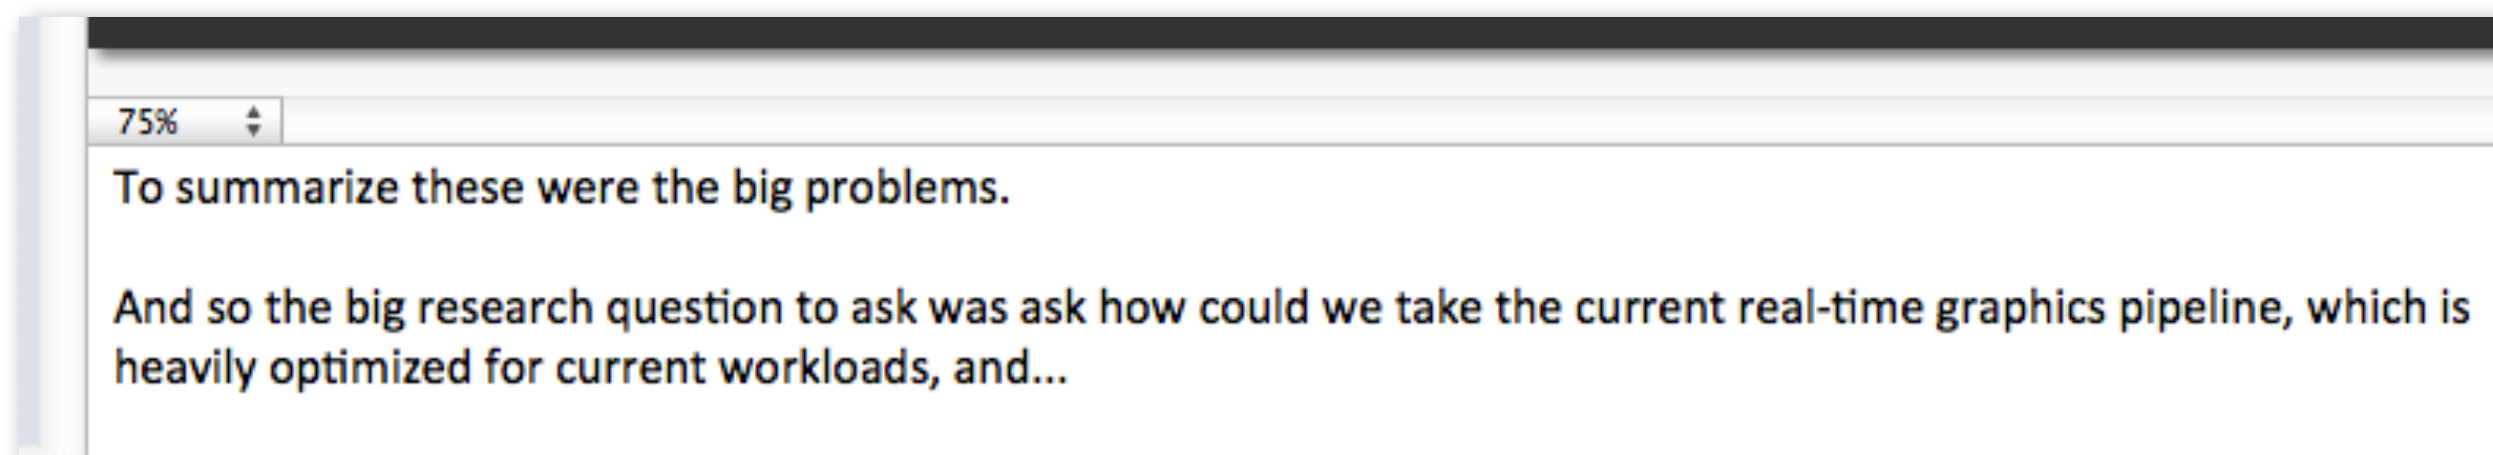 75%
To summarize these were the big problems.
And so the big research question to ask was ask how could we take the current real-time graphics pipeline, which is
heavily optimized for current workloads, and...